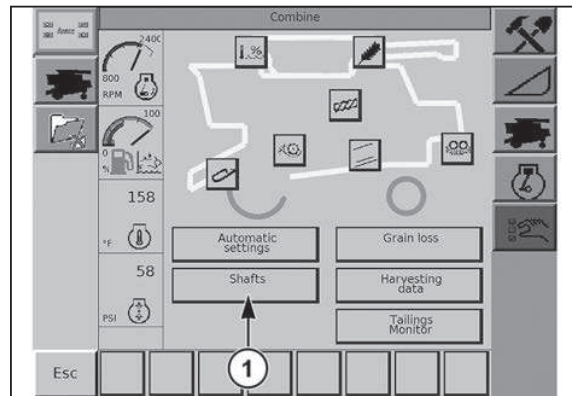 Combine
2400
800
RPM
100
0
%
158
°F
58
PSI
%
Automatic
settings
Grain loss
Shafts
Harvesting
data
Tailings
Monitor
Esc
1